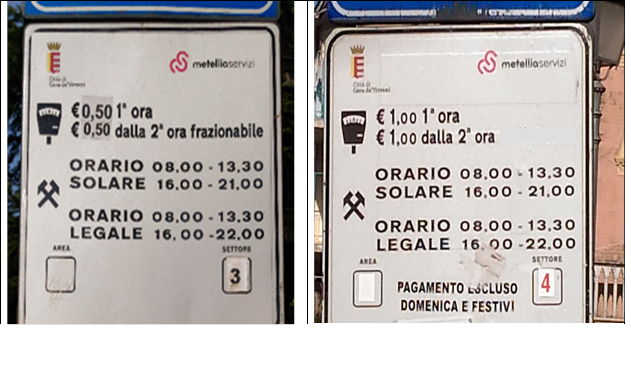 Città di
Cava de' Tirreni
metelliaservizi
€ 0,50 1ª ora
€ 0,50 dalla 2ª ora frazionabile
ORARIO 08,00 - 13,30
SOLARE 16,00 - 21,00
ORARIO 08,00 - 13,30
LEGALE 16,00 - 22,00
AREA
SETTORE
3
Città di
Cava de' Tirreni
metelliaservizi
€ 1,00 1ª ora
€ 1,00 dalla 2ª ora
ORARIO 08,00 - 13,30
SOLARE 16,00 - 21,00
ORARIO 08,00 - 13,30
LEGALE 16,00 - 22,00
AREA
SETTORE
4
PAGAMENTO ESCLUSO
DOMENICA E FESTIVI